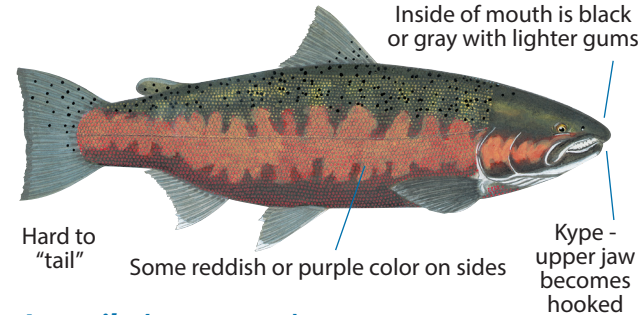 Inside of mouth is black
or gray with lighter gums
Hard to
“tail”
Some reddish or purple color on sides
Kype -
upper jaw
becomes
hooked